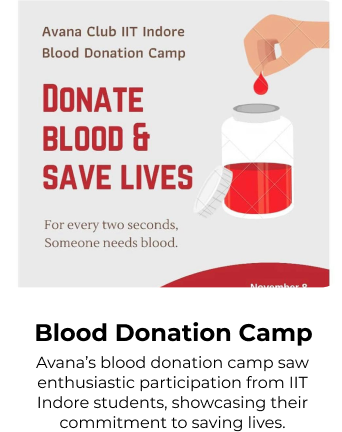 Avana Club IIT Indore
Blood Donation Camp
DONATE
BLOOD &
SAVE LIVES
For every two seconds,
Someone needs blood.
November 8
Blood Donation Camp
Avana's blood donation camp saw
enthusiastic participation from IIT
Indore students, showcasing their
commitment to saving lives.